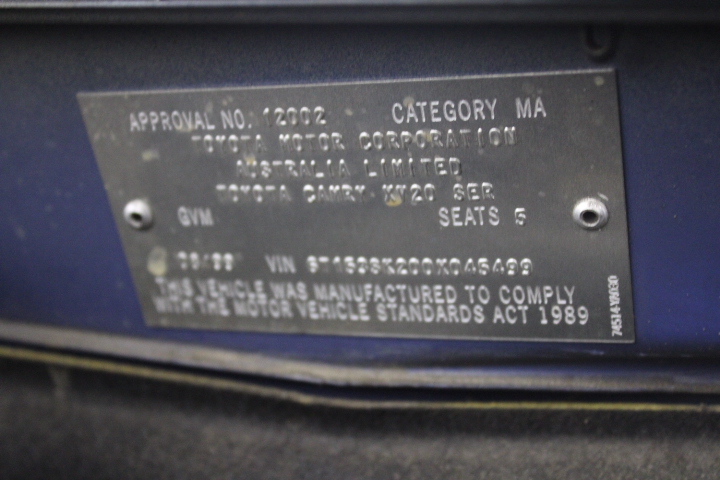 APPROVAL NO. 12002 CATEGORY MA
TOYOTA MOTOR CORPORATION
AUSTRALIA LIMITED
TOYOTA CAMRY SER
GVM SEATS 5
VIN
THIS VEHICLE WAS MANUFACTURED TO COMPLY
WITH THE MOTOR VEHICLE STANDARDS ACT 1989